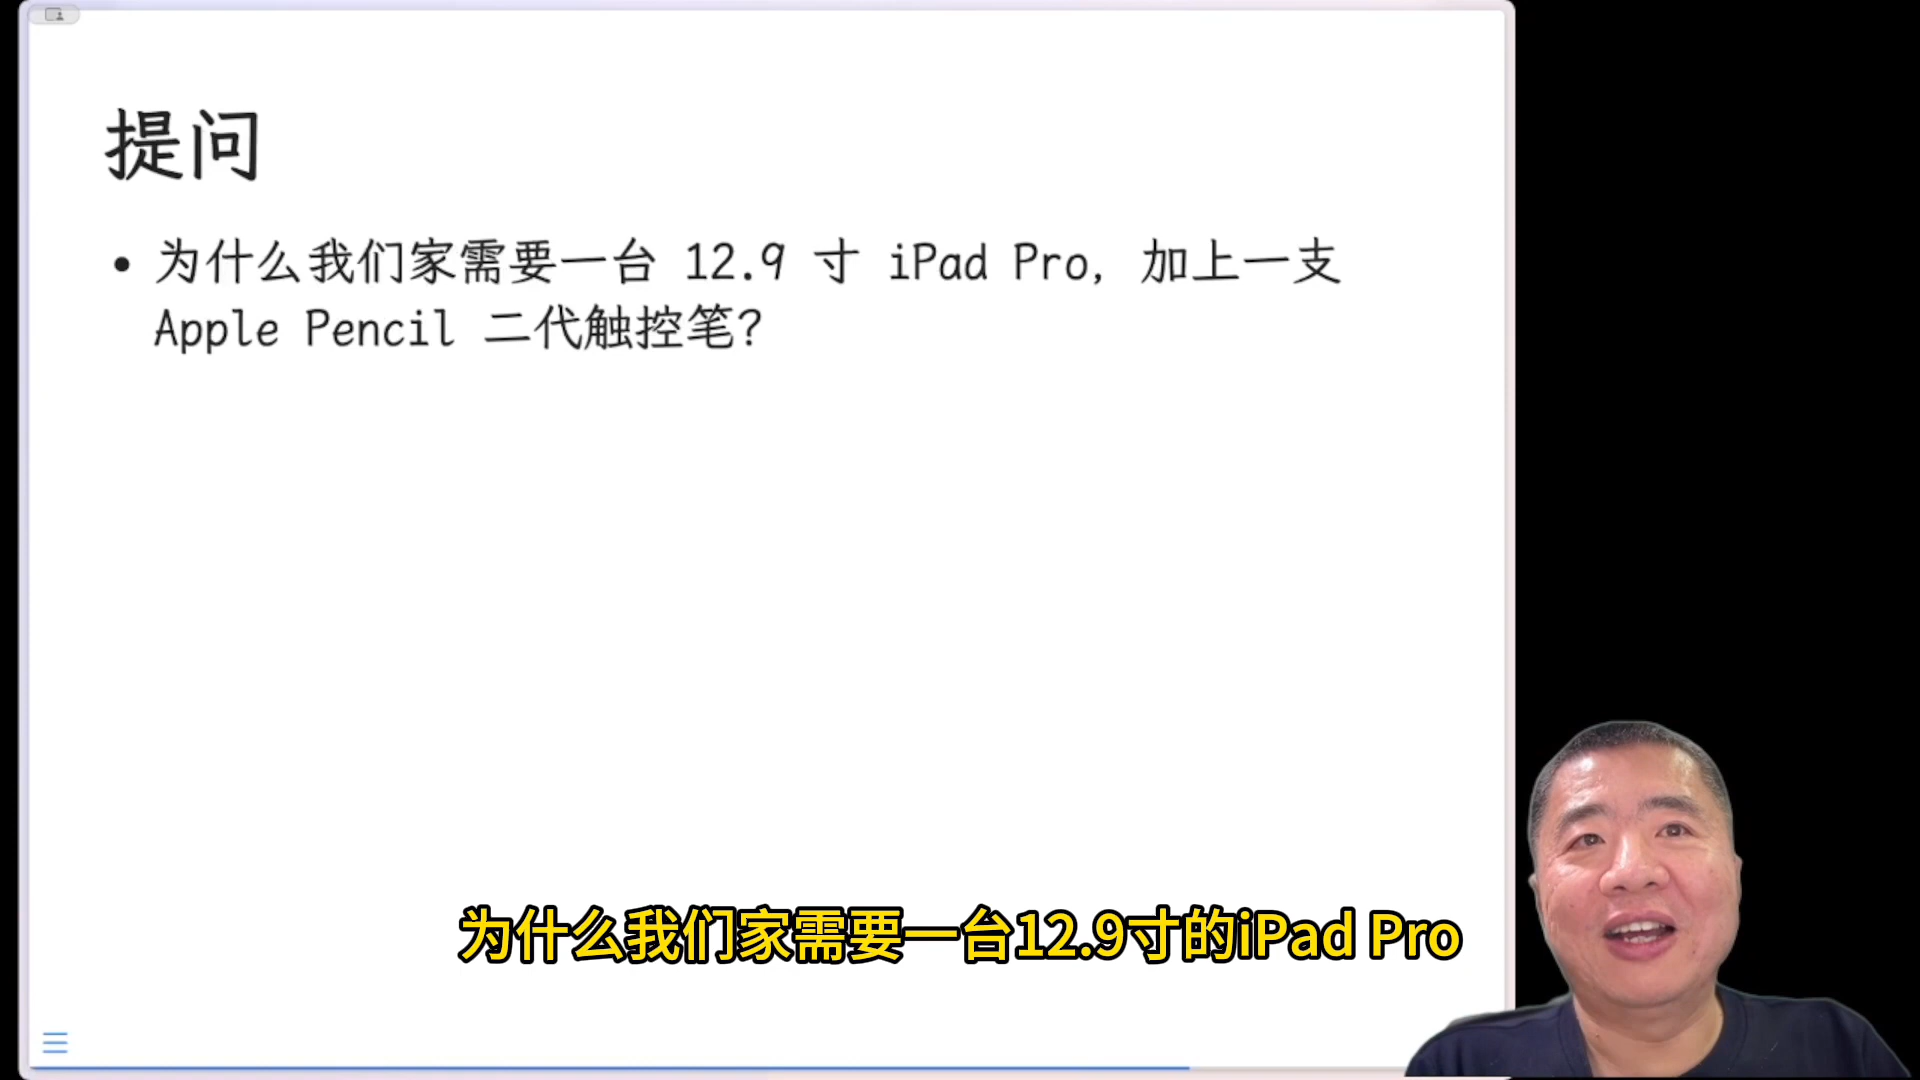 提问
• 为什么我们家需要一台 12.9 寸 iPad Pro, 加上一支
Apple Pencil 二代触控笔?
为什么我们家需要一台12.9寸的iPad Pro